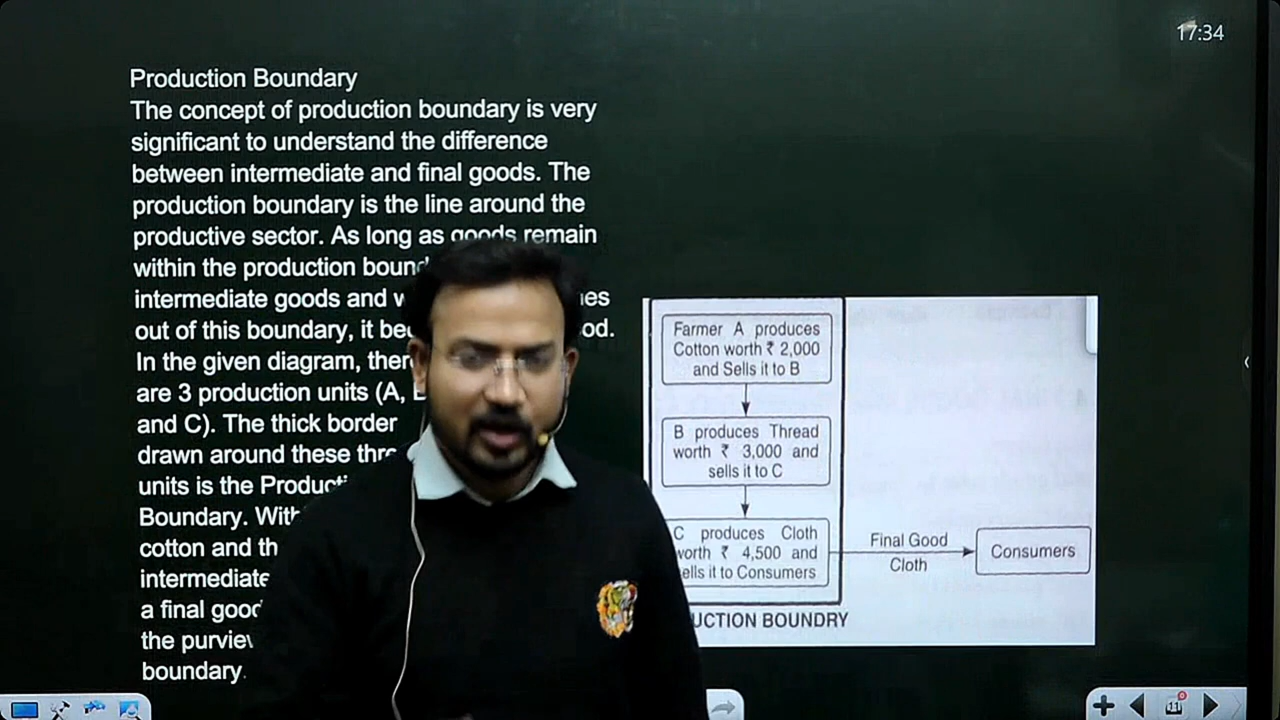 17:34
Production Boundary
The concept of production boundary is very
significant to understand the difference
between intermediate and final goods. The
production boundary is the line around the
productive sector. As long as goods remain
within the production
intermediate goods and
out of this boundary, it
In the given diagram,
are 3 production units (A,
and C). The thick border
drawn around these
units is the
Boundary.
cotton and
intermediate
a final
the
boundary.
Farmer A produces
Cotton worth ₹ 2,000
and Sells it to B
B produces Thread
worth ₹ 3,000 and
sells it to C
C produces Cloth
worth ₹ 4,500 and
sells it to Consumers
Final Good
Cloth
Consumers
BOUNDRY
11